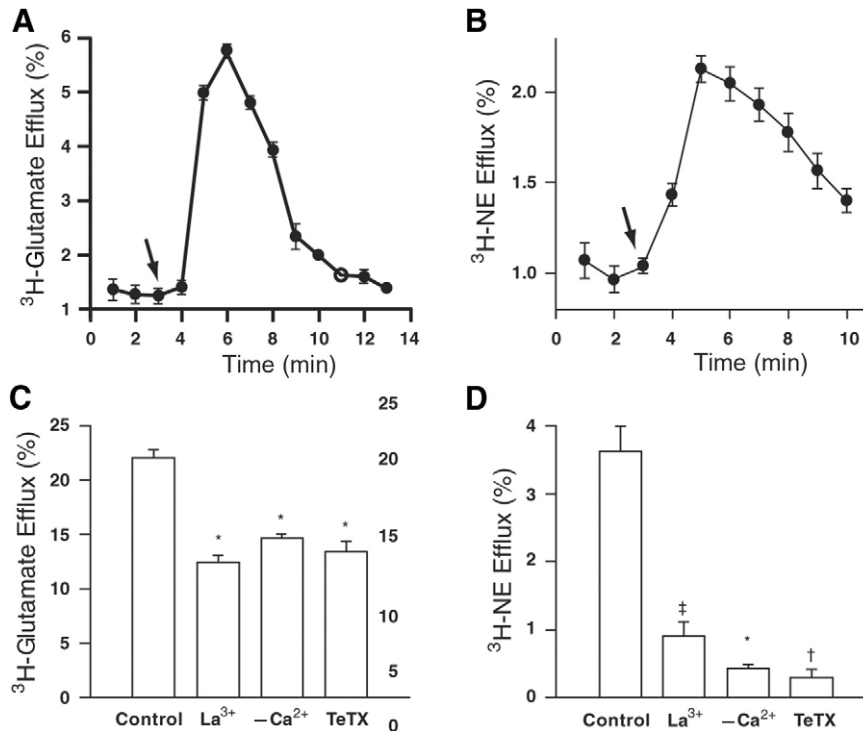 A
³H-Glutamate Efflux (%)
6
5
4
3
2
1
0 2 4 6 8 10 12 14
Time (min)
B
³H-NE Efflux (%)
2.0
1.5
1.0
0 2 4 6 8 10
Time (min)
C
³H-Glutamate Efflux (%)
25
20
15
10
5
0
* * *
Control La³⁺ –Ca²⁺ TeTX
25
20
15
10
5
0
D
³H-NE Efflux (%)
4
3
2
1
0
‡ * †
Control La³⁺ –Ca²⁺ TeTX